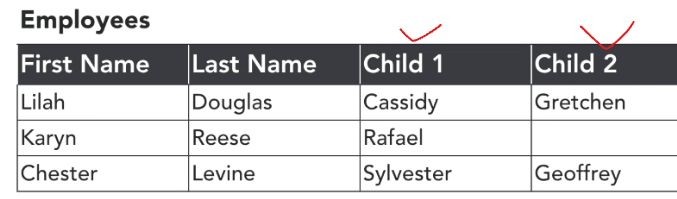 Employees
First Name Last Name Child 1 Child 2
Lilah Douglas Cassidy Gretchen
Karyn Reese Rafael
Chester Levine Sylvester Geoffrey